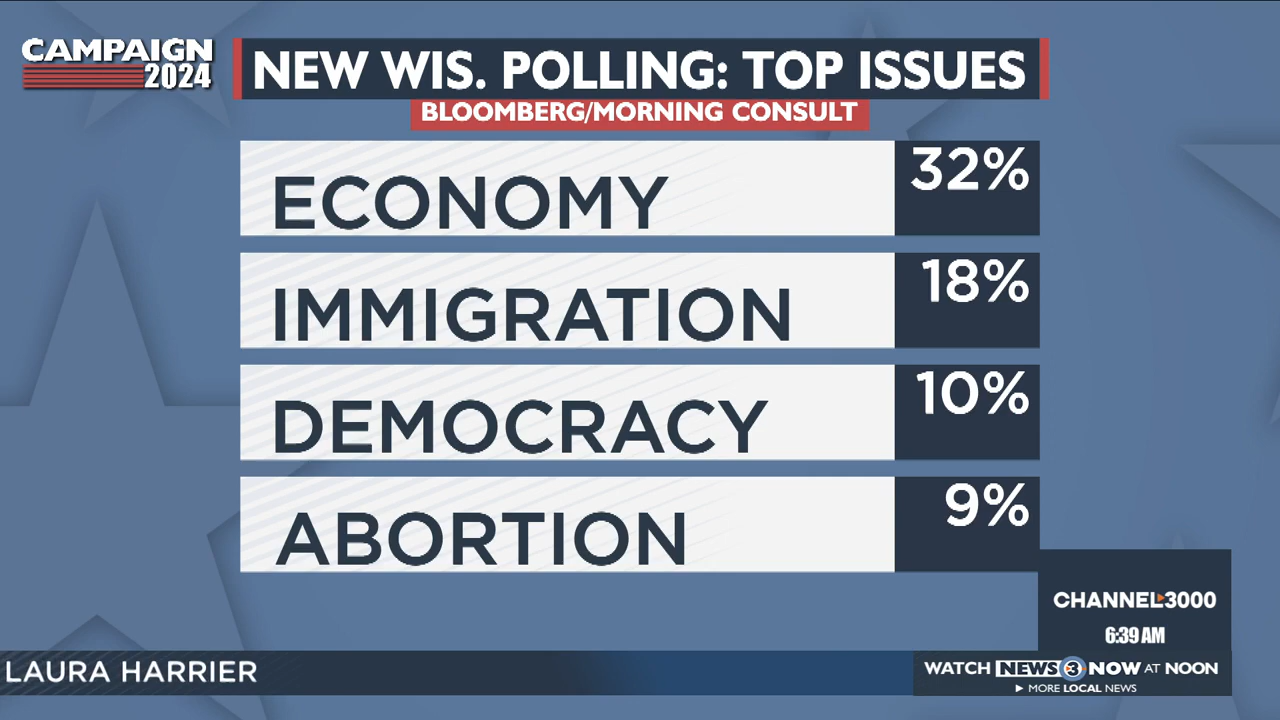 CAMPAIGN
2024
NEW WIS. POLLING: TOP ISSUES
BLOOMBERG/MORNING CONSULT
ECONOMY 32%
IMMIGRATION 18%
DEMOCRACY 10%
ABORTION 9%
CHANNEL3000
6:39 AM
LAURA HARRIER
WATCH NEWS 3 NOW AT NOON
MORE LOCAL NEWS